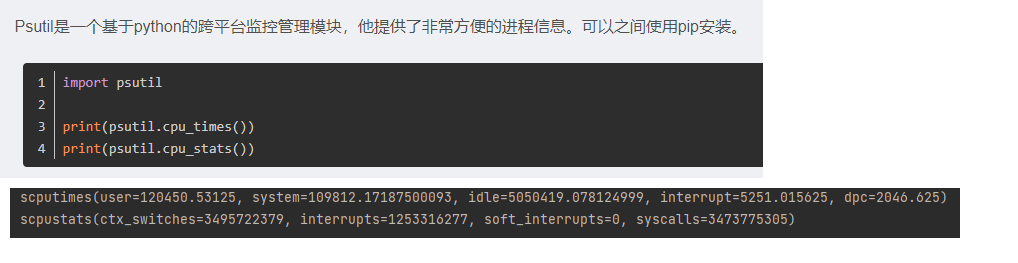 Psutil是一个基于python的跨平台监控管理模块，他提供了非常方便的进程信息。可以之间使用pip安装。
1 import psutil
2
3 print(psutil.cpu_times())
4 print(psutil.cpu_stats())
scputimes(user=120450.53125, system=109812.17187500093, idle=5050419.078124999, interrupt=5251.015625, dpc=2046.625)
scpustats(ctx_switches=3495722379, interrupts=1253316277, soft_interrupts=0, syscalls=3473775305)